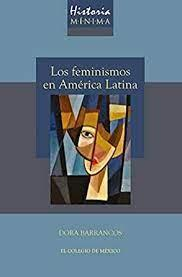 Historia
MÍNIMA
Los feminismos
en América Latina
DORA BARRANCOS
EL COLEGIO DE MÉXICO